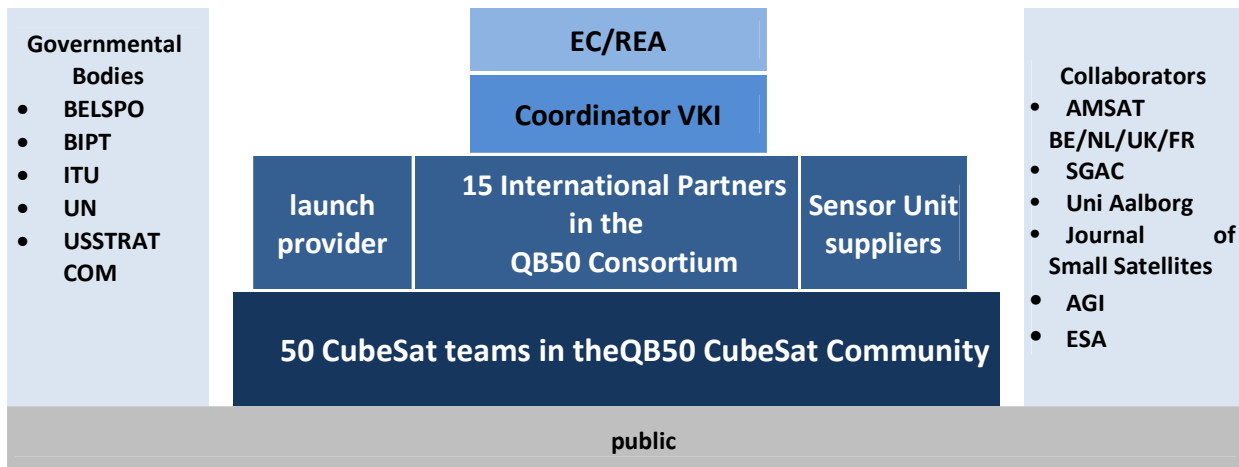 Governmental
Bodies
• BELSPO
• BIPT
• ITU
• UN
• USSTRAT
COM
EC/REA
Coordinator VKI
launch
provider
15 International Partners
in the
QB50 Consortium
Sensor Unit
suppliers
50 CubeSat teams in theQB50 CubeSat Community
Collaborators
• AMSAT
BE/NL/UK/FR
• SGAC
• Uni Aalborg
• Journal of
Small Satellites
• AGI
• ESA
public